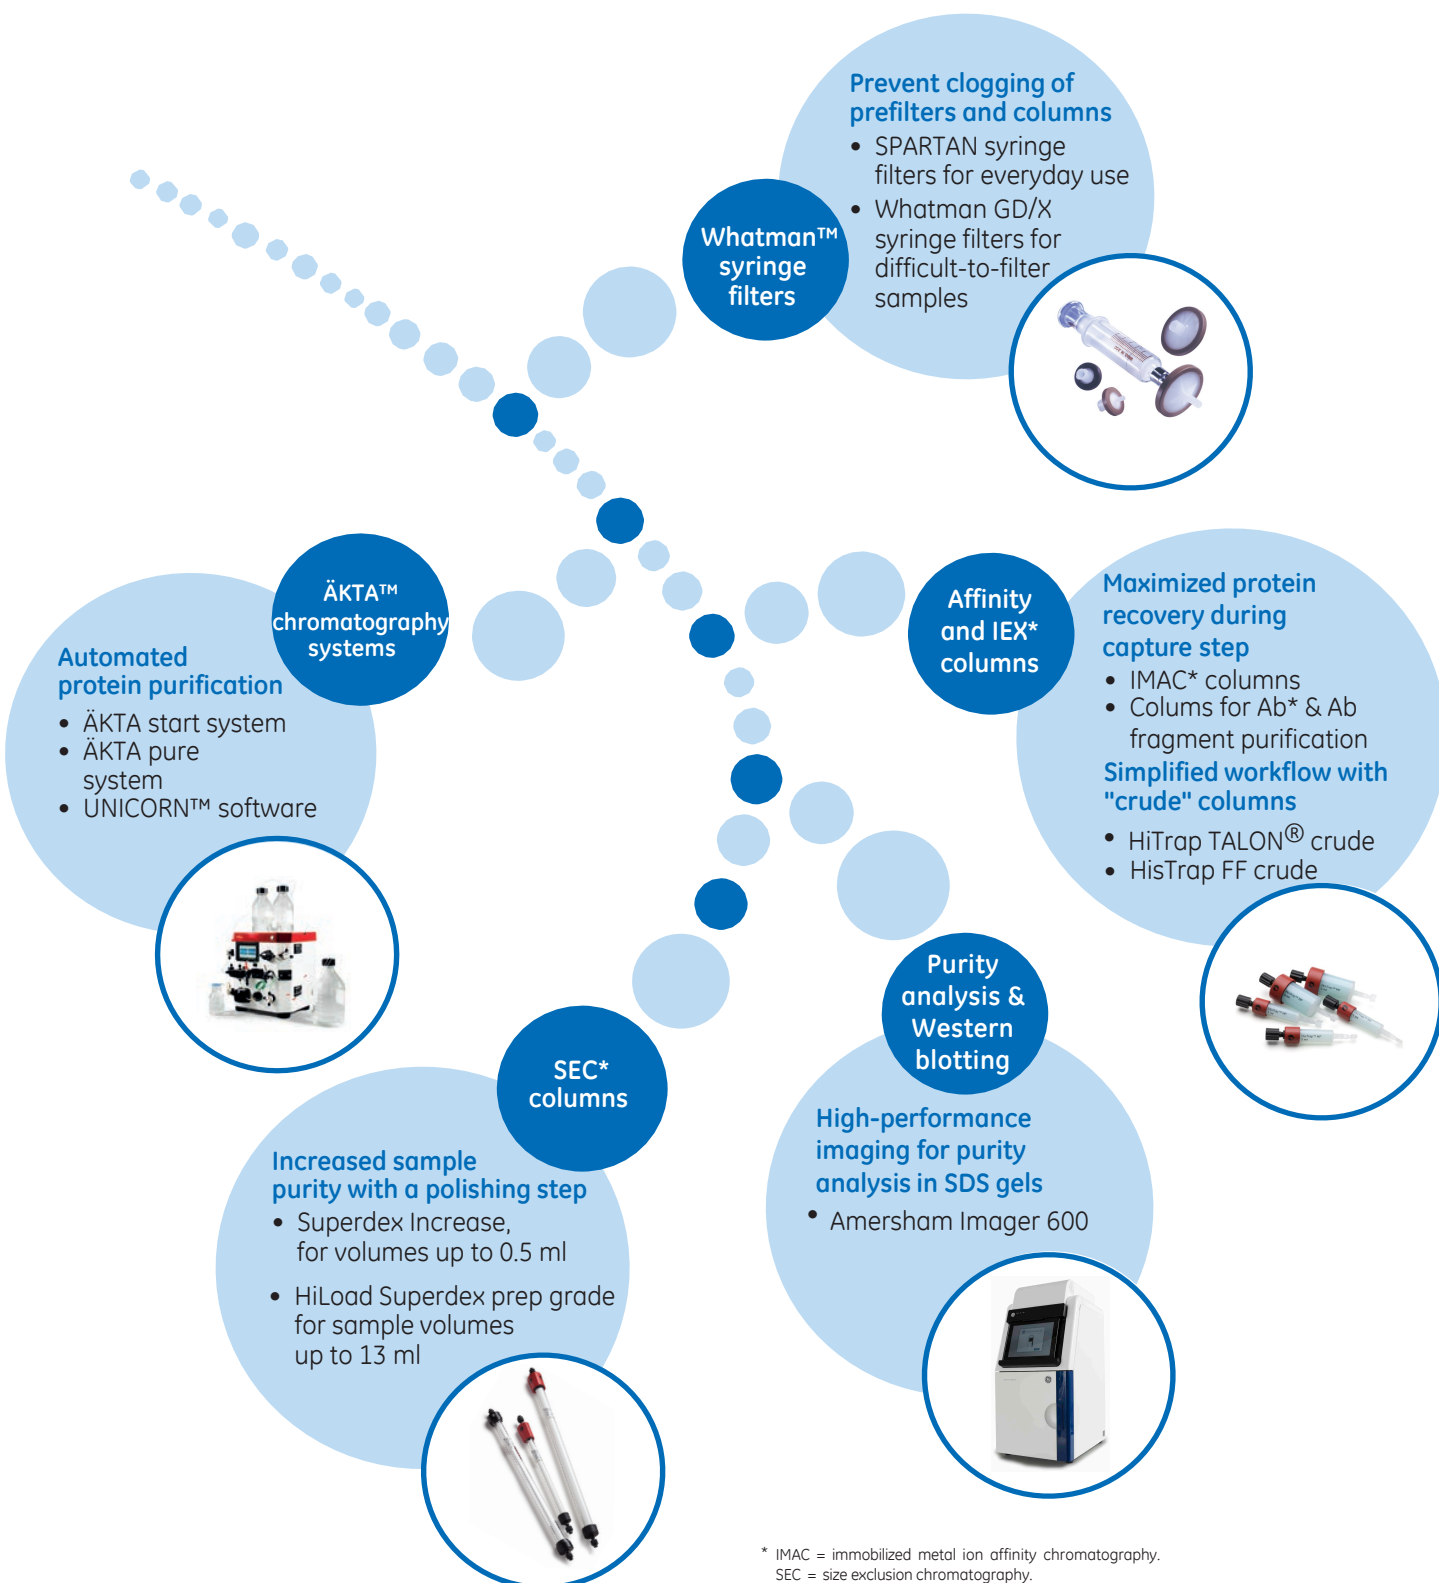 Prevent clogging of
prefilters and columns
• SPARTAN syringe
filters for everyday use
• Whatman GD/X
syringe filters for
difficult-to-filter
samples
Whatman™
syringe
filters
ÄKTA™
chromatography
systems
Automated
protein purification
• ÄKTA start system
• ÄKTA pure
system
• UNICORN™ software
Affinity
and IEX*
columns
Maximized protein
recovery during
capture step
• IMAC* columns
• Colums for Ab* & Ab
fragment purification
Simplified workflow with
"crude" columns
• HiTrap TALON® crude
• HisTrap FF crude
Purity
analysis &
Western
blotting
High-performance
imaging for purity
analysis in SDS gels
• Amersham Imager 600
SEC*
columns
Increased sample
purity with a polishing step
• Superdex Increase,
for volumes up to 0.5 ml
• HiLoad Superdex prep grade
for sample volumes
up to 13 ml
* IMAC = immobilized metal ion affinity chromatography.
SEC = size exclusion chromatography.